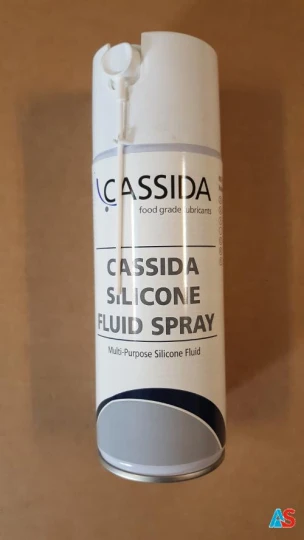 CASSIDA
food grade lubricants
CASSIDA
SILICONE
FLUID SPRAY
Multi-Purpose Silicone Fluid
AS